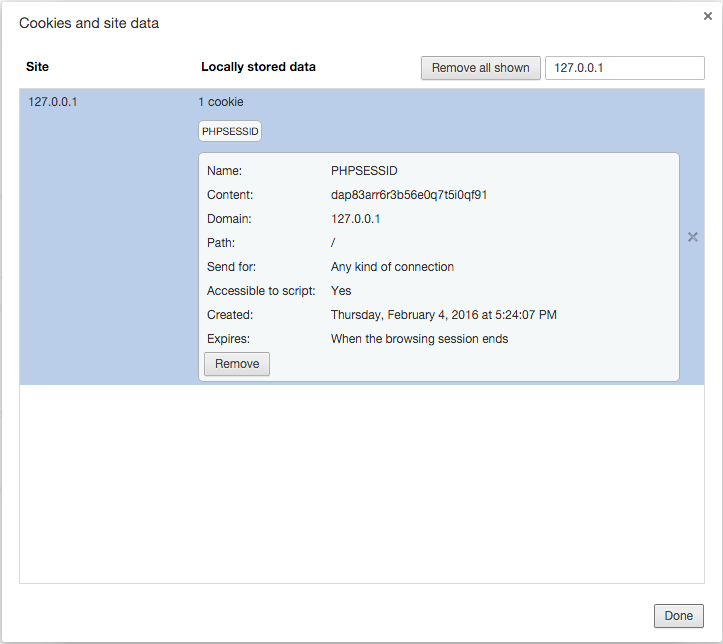 Cookies and site data
×
Site Locally stored data Remove all shown 127.0.0.1
127.0.0.1 1 cookie
PHPSESSID
Name: PHPSESSID
Content: dap83arr6r3b56e0q7t5i0qf91
Domain: 127.0.0.1
Path: /
Send for: Any kind of connection
Accessible to script: Yes
Created: Thursday, February 4, 2016 at 5:24:07 PM
Expires: When the browsing session ends
Remove
Done